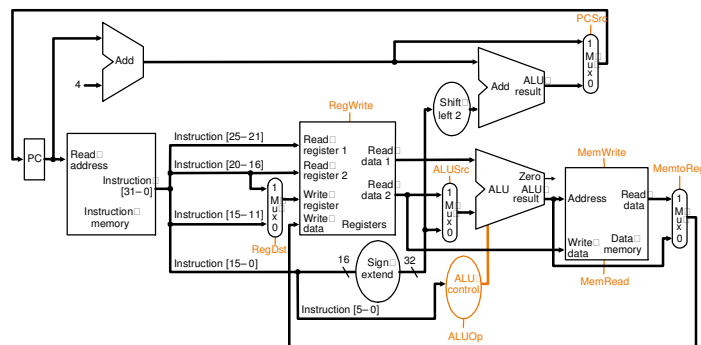 PCSrc
Add
4
1
M
u
x
0
Add
ALU
result
Shift
left 2
RegWrite
PC
Read
address
Instruction
[31–0]
Instruction
memory
Instruction [25–21]
Instruction [20–16]
Instruction [15–11]
Instruction [15–0]
1
M
u
x
0
RegDst
Read
register 1
Read
register 2
Write
register
Write
data
Read
data 1
Read
data 2
Registers
ALUSrc
1
M
u
x
0
Zero
ALU
ALU
result
MemWrite
Address
Read
data
Write
data
Data
memory
MemRead
MemtoReg
1
M
u
x
0
16
Sign
extend
32
ALU
control
Instruction [5–0]
ALUOp